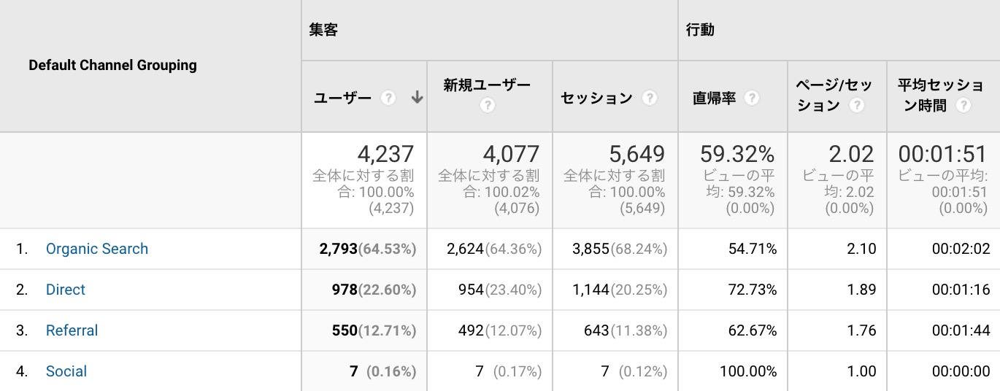 集客
行動
Default Channel Grouping
ユーザー ?
新規ユーザー
?
セッション ?
直帰率 ?
ページ/セッ
ション ?
平均セッショ
ン時間 ?
4,237
全体に対する割
合: 100.00%
(4,237)
4,077
全体に対する割
合: 100.02%
(4,076)
5,649
全体に対する割
合: 100.00%
(5,649)
59.32%
ビューの平
均: 59.32%
(0.00%)
2.02
ビューの平
均: 2.02
(0.00%)
00:01:51
ビューの平均:
00:01:51
(0.00%)
1. Organic Search 2,793(64.53%) 2,624(64.36%) 3,855(68.24%) 54.71% 2.10 00:02:02
2. Direct 978(22.60%) 954(23.40%) 1,144(20.25%) 72.73% 1.89 00:01:16
3. Referral 550(12.71%) 492(12.07%) 643(11.38%) 62.67% 1.76 00:01:44
4. Social 7 (0.16%) 7 (0.17%) 7 (0.12%) 100.00% 1.00 00:00:00